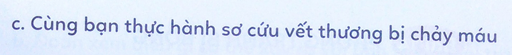 c. Cùng bạn thực hành sơ cứu vết thương bị chảy máu